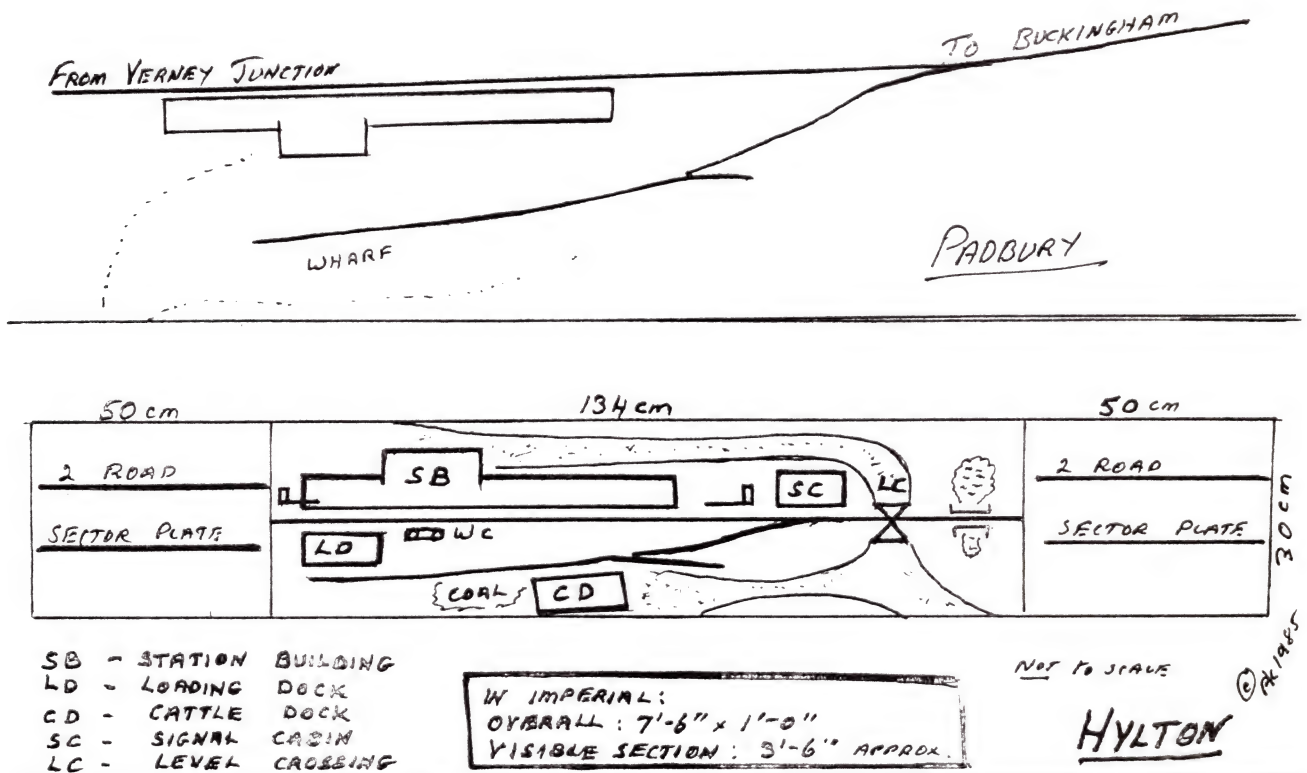 TO BUCKINGHAM
FROM VERNEY JUNCTION
WHARF
PADBURY
50 cm
134 cm
50 cm
2 ROAD
SECTOR PLATE
SB
SC
LC
LD
WC
COAL
CD
2 ROAD
SECTOR PLATE
30 cm
SB - STATION BUILDING
LD - LOADING DOCK
CD - CATTLE DOCK
SC - SIGNAL CABIN
LC - LEVEL CROSSING
IN IMPERIAL:
OVERALL : 7'-6" x 1'-0"
VISIBLE SECTION : 3'-6" APPROX.
NOT TO SCALE
© 1985
HYLTON